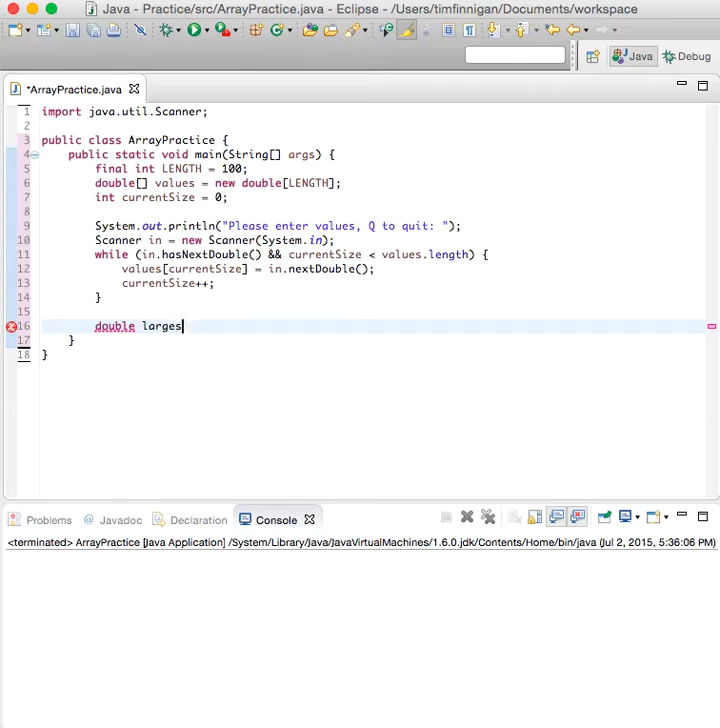 Java - Practice/src/ArrayPractice.java - Eclipse - /Users/timfinnigan/Documents/workspace
Java
Debug
*ArrayPractice.java
1 import java.util.Scanner;
2
3 public class ArrayPractice {
4 public static void main(String[] args) {
5 final int LENGTH = 100;
6 double[] values = new double[LENGTH];
7 int currentSize = 0;
8
9 System.out.println("Please enter values, Q to quit: ");
10 Scanner in = new Scanner(System.in);
11 while (in.hasNextDouble() && currentSize < values.length) {
12 values[currentSize] = in.nextDouble();
13 currentSize++;
14 }
15
16 double larges
17 }
18 }
Problems @ Javadoc Declaration Console
<terminated> ArrayPractice [Java Application] /System/Library/Java/JavaVirtualMachines/1.6.0.jdk/Contents/Home/bin/java (Jul 2, 2015, 5:36:06 PM)